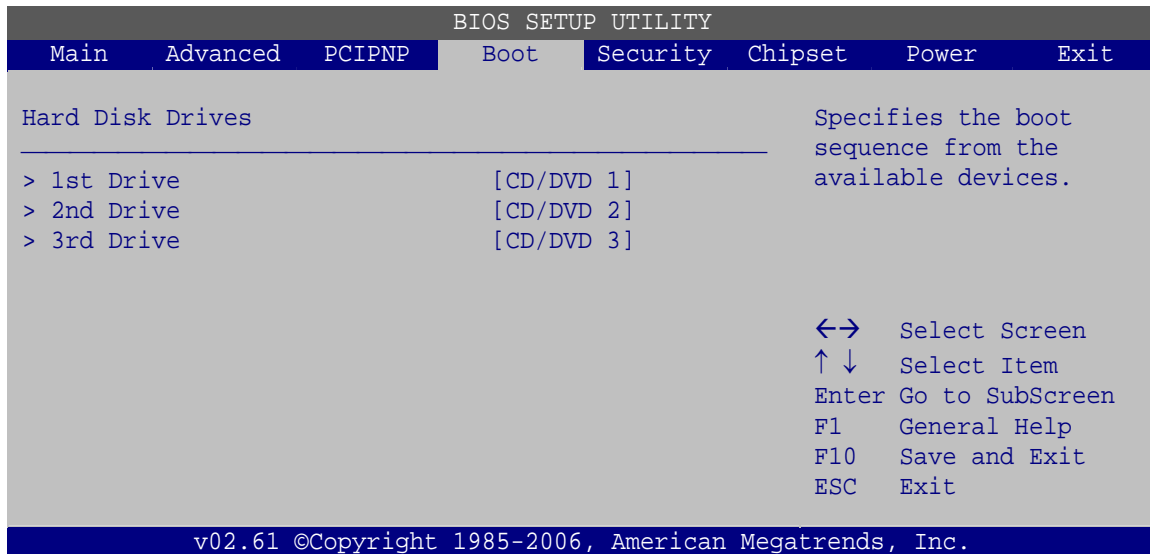 BIOS SETUP UTILITY
Main Advanced PCIPNP Boot Security Chipset Power Exit
Hard Disk Drives
> 1st Drive [CD/DVD 1]
> 2nd Drive [CD/DVD 2]
> 3rd Drive [CD/DVD 3]
Specifies the boot
sequence from the
available devices.
←→ Select Screen
↑ ↓ Select Item
Enter Go to SubScreen
F1 General Help
F10 Save and Exit
ESC Exit
v02.61 ©Copyright 1985-2006, American Megatrends, Inc.